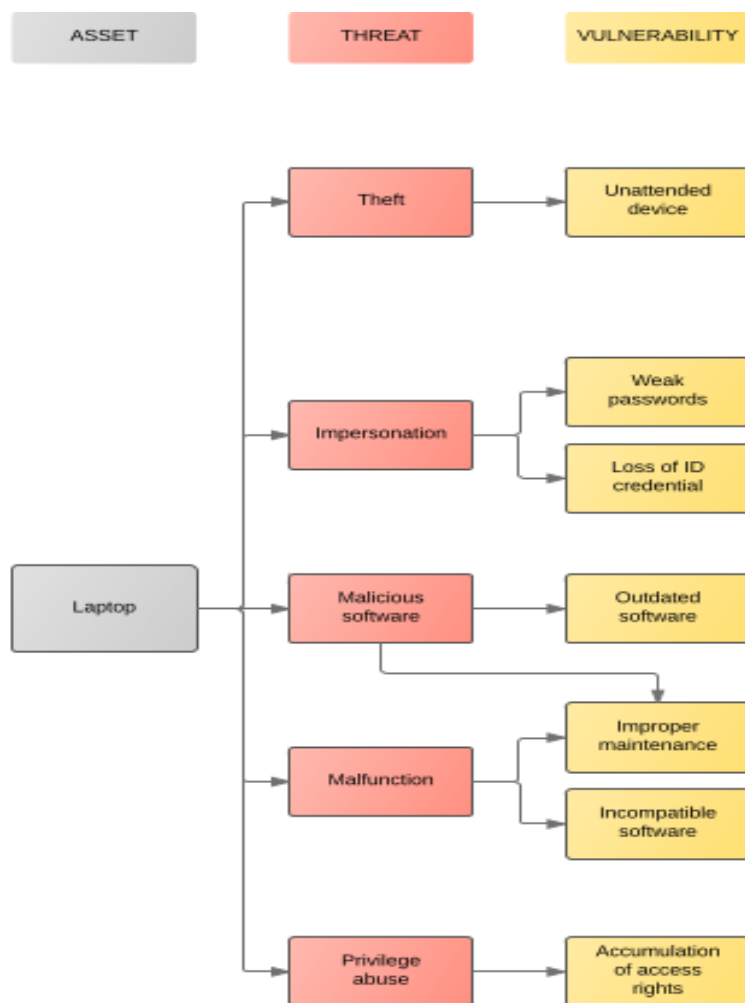 ASSET
THREAT
VULNERABILITY
Theft
Unattended
device
Impersonation
Weak
passwords
Loss of ID
credential
Laptop
Malicious
software
Outdated
software
Improper
maintenance
Malfunction
Incompatible
software
Privilege
abuse
Accumulation
of access
rights